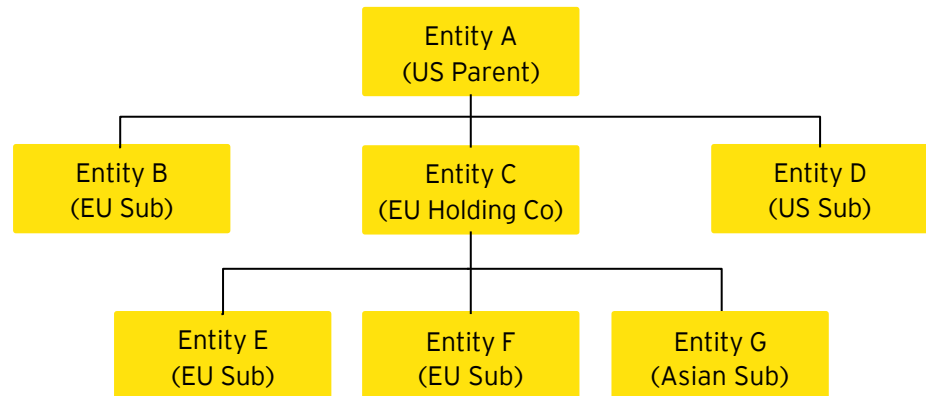 Entity A
(US Parent)
Entity B
(EU Sub)
Entity C
(EU Holding Co)
Entity D
(US Sub)
Entity E
(EU Sub)
Entity F
(EU Sub)
Entity G
(Asian Sub)